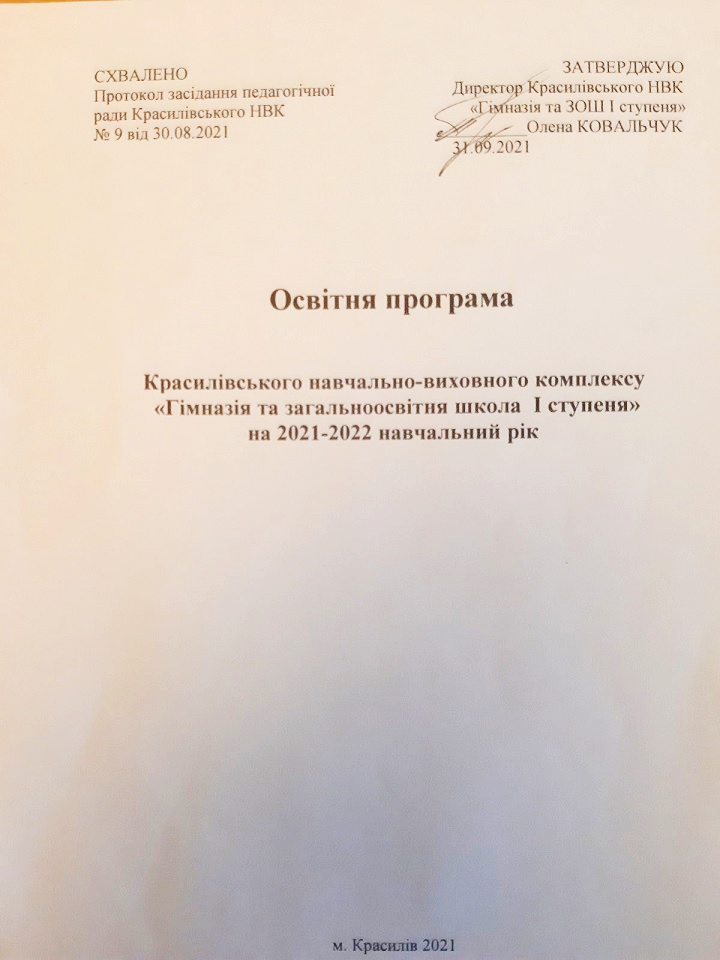 СХВАЛЕНО
Протокол засідання педагогічної
ради Красилівського НВК
№ 9 від 30.08.2021
ЗАТВЕРДЖУЮ
Директор Красилівського НВК
«Гімназія та ЗОШ І ступеня»
Олена КОВАЛЬЧУК
31.09.2021
Освітня програма
Красилівського навчально-виховного комплексу
«Гімназія та загальноосвітня школа І ступеня»
на 2021-2022 навчальний рік
м. Красилів 2021